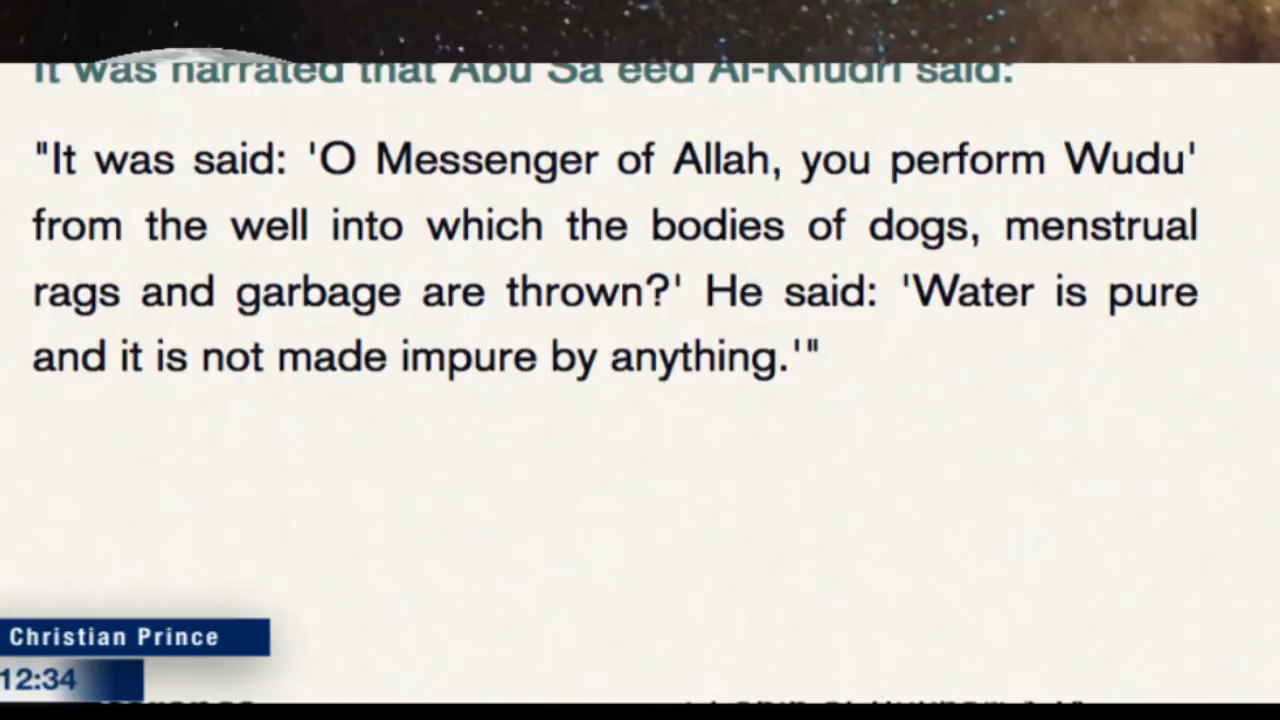 It was narrated that Abu Sa'eed Al-Khudri said:
"It was said: 'O Messenger of Allah, you perform Wudu'
from the well into which the bodies of dogs, menstrual
rags and garbage are thrown?' He said: 'Water is pure
and it is not made impure by anything.'"
Christian Prince
12:34